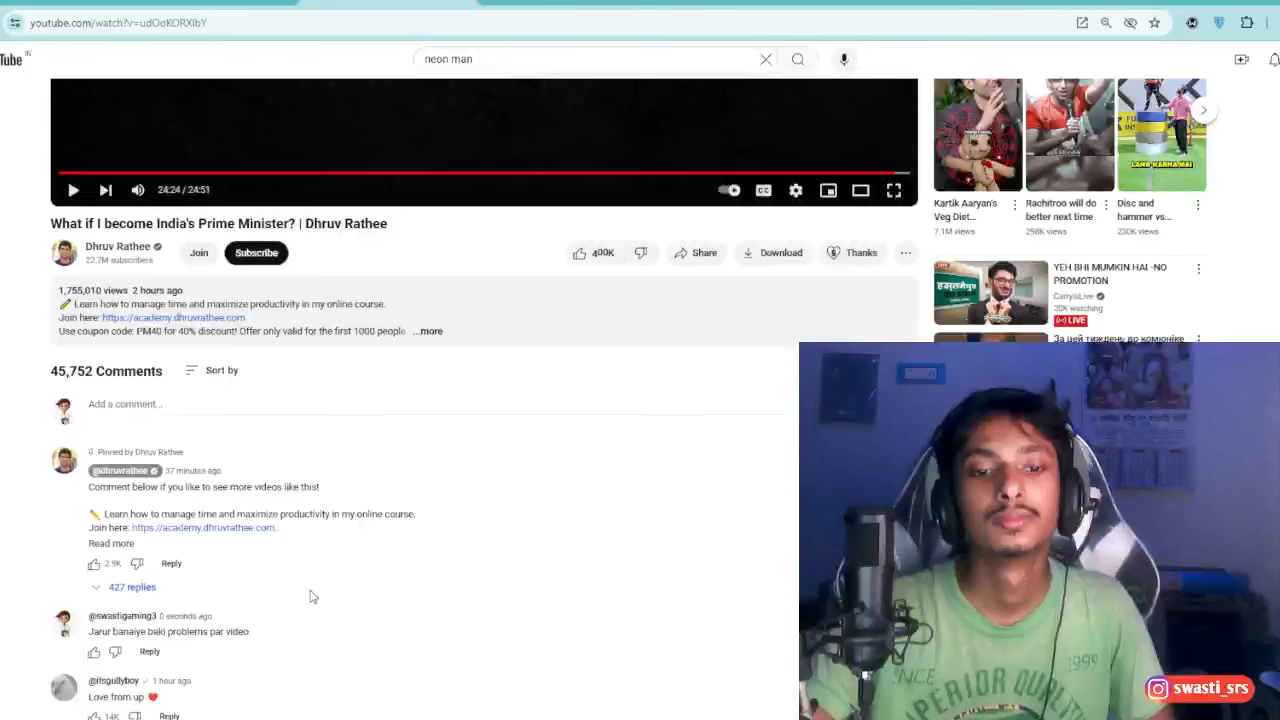 youtube.com/watch?v=udOoKORXlbY
Tube IN
neon man
24:24 / 24:51
What if I become India's Prime Minister? | Dhruv Rathee
Dhruv Rathee
22.7M subscribers
Join
Subscribe
400K
Share
Download
Thanks
1,755,010 views 2 hours ago
Learn how to manage time and maximize productivity in my online course.
Join here: https://academy.dhruvrathee.com
Use coupon code: PM40 for 40% discount! Offer only valid for the first 1000 people ...more
45,752 Comments
Sort by
Add a comment...
Pinned by Dhruv Rathee
@dhruvrathee 37 minutes ago
Comment below if you like to see more videos like this!
Learn how to manage time and maximize productivity in my online course.
Join here: https://academy.dhruvrathee.com..
Read more
2.9K
Reply
427 replies
@swastigaming3 0 seconds ago
Jarur banaiye baki problems par video
Reply
@itsgullyboy 1 hour ago
Love from up ❤️
14K
Reply
LAND KARNA HAI
Kartik Aaryan's
Veg Diet...
7.1M views
Rachitroo will do
better next time
298K views
Disc and
hammer vs...
230K views
YEH BHI MUMKIN HAI -NO
PROMOTION
CarryisLive
20K watching
LIVE
За цей тиждень до комюніке
1999
SUPERIOR QUAL
swasti_srs